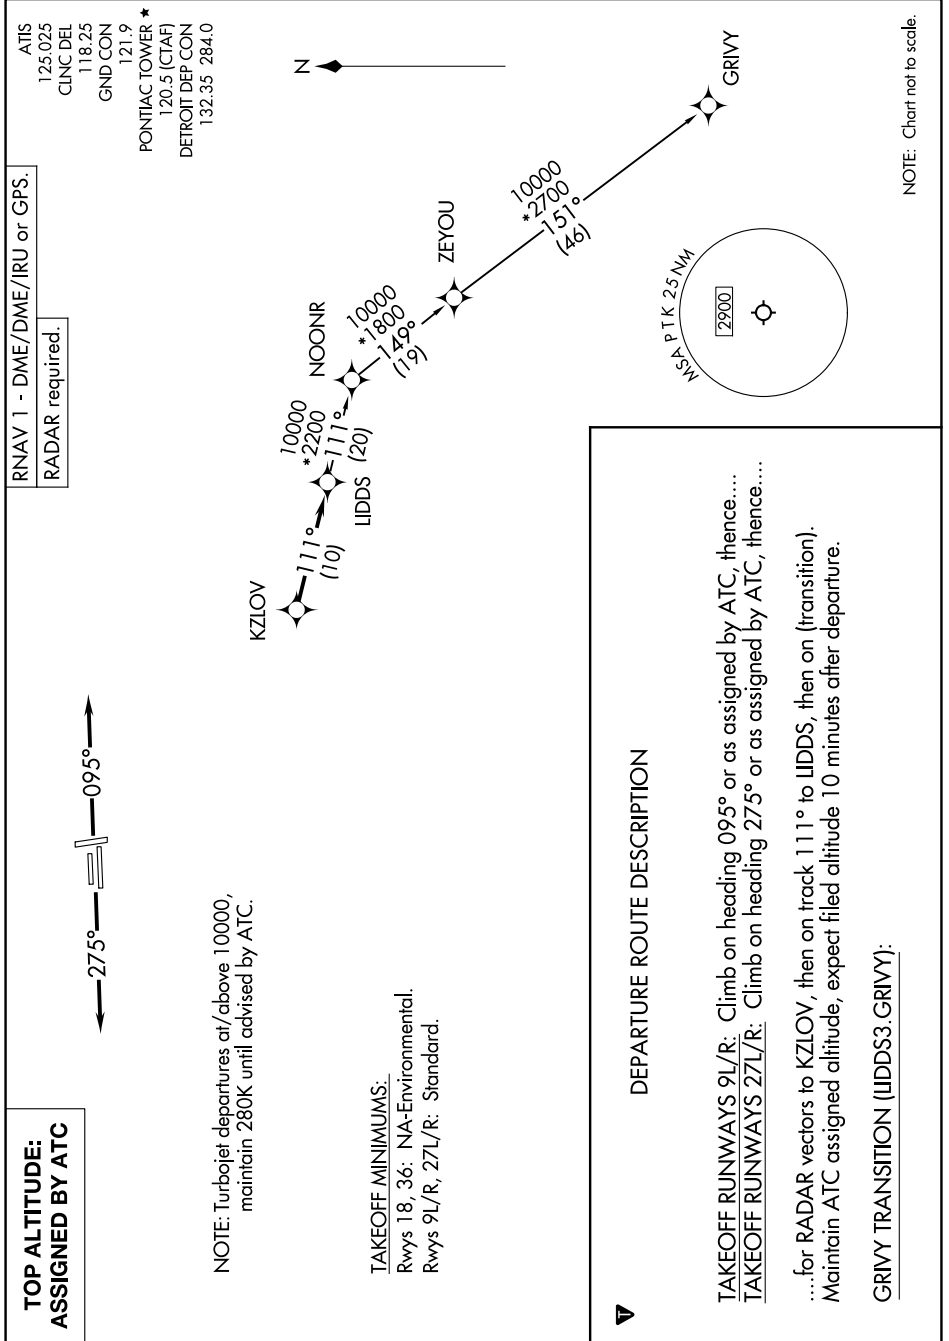 TOP ALTITUDE:
ASSIGNED BY ATC
RNAV 1 - DME/DME/IRU or GPS.
RADAR required.
ATIS
125.025
CLNC DEL
118.25
GND CON
121.9
PONTIAC TOWER ★
120.5 (CTAF)
DETROIT DEP CON
132.35 284.0
275°
095°
N
NOTE: Turbojet departures at/above 10000,
maintain 280K until advised by ATC.
KZLOV
111°
(10)
LIDDS
10000
*2200
111°
(20)
NOONR
10000
*1800
149°
(19)
ZEYOU
10000
*2700
151°
(46)
GRIVY
TAKEOFF MINIMUMS:
Rwys 18, 36: NA-Environmental.
Rwys 9L/R, 27L/R: Standard.
MSA PTK 25 NM
2900
NOTE: Chart not to scale.
T
DEPARTURE ROUTE DESCRIPTION
TAKEOFF RUNWAYS 9L/R: Climb on heading 095° or as assigned by ATC, thence....
TAKEOFF RUNWAYS 27L/R: Climb on heading 275° or as assigned by ATC, thence....
....for RADAR vectors to KZLOV, then on track 111° to LIDDS, then on (transition).
Maintain ATC assigned altitude, expect filed altitude 10 minutes after departure.
GRIVY TRANSITION (LIDDS3.GRIVY):